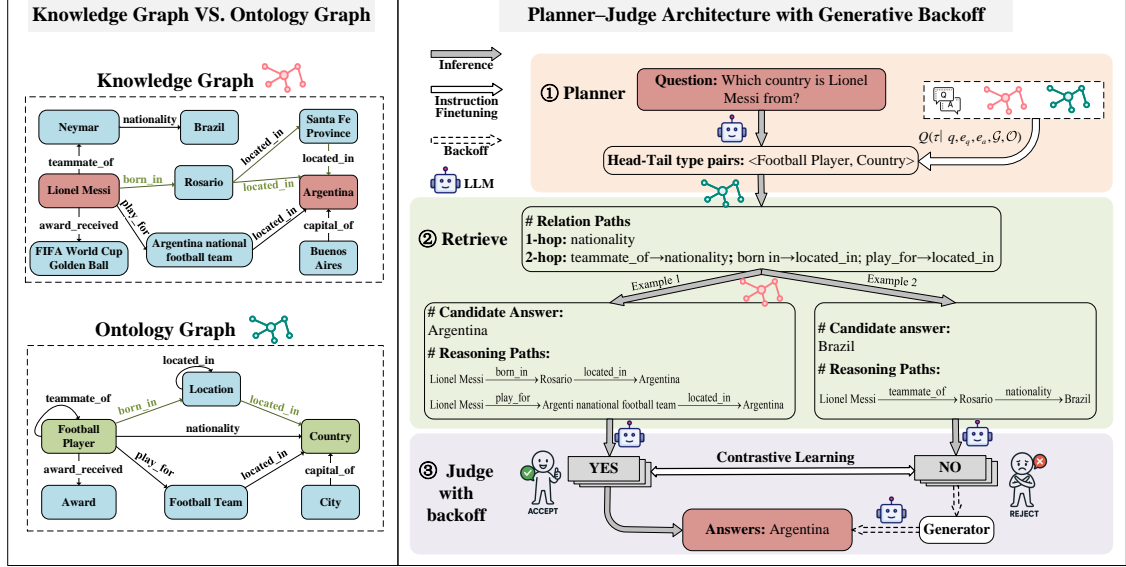 Knowledge Graph VS. Ontology Graph
Knowledge Graph
Neymar
nationality
Brazil
Santa Fe
Province
teammate_of
located_in
located_in
Lionel Messi
born_in
Rosario
located_in
Argentina
award_received
play_for
located_in
capital_of
FIFA World Cup
Golden Ball
Argentina national
football team
Buenos
Aires
Ontology Graph
located_in
Location
teammate_of
born_in
located_in
Football
Player
nationality
Country
award_received
play_for
located_in
capital_of
Award
Football Team
City
Planner–Judge Architecture with Generative Backoff
Inference
Instruction
Finetuning
Backoff
LLM
① Planner
Question: Which country is Lionel
Messi from?
Q
A
Q(τ| q,e_q,e_a,𝒢,𝒪)
Head-Tail type pairs: <Football Player, Country>
② Retrieve
# Relation Paths
1-hop: nationality
2-hop: teammate_of→nationality; born in→located_in; play_for→located_in
Example 1
Example 2
# Candidate Answer:
Argentina
# Reasoning Paths:
Lionel Messi born_in Rosario located_in Argentina
Lionel Messi play_for Argenti nanational football team located_in Argentina
# Candidate answer:
Brazil
# Reasoning Paths:
Lionel Messi teammate_of Rosario nationality Brazil
③ Judge
with
backoff
ACCEPT
YES
Contrastive Learning
NO
REJECT
Answers: Argentina
Generator